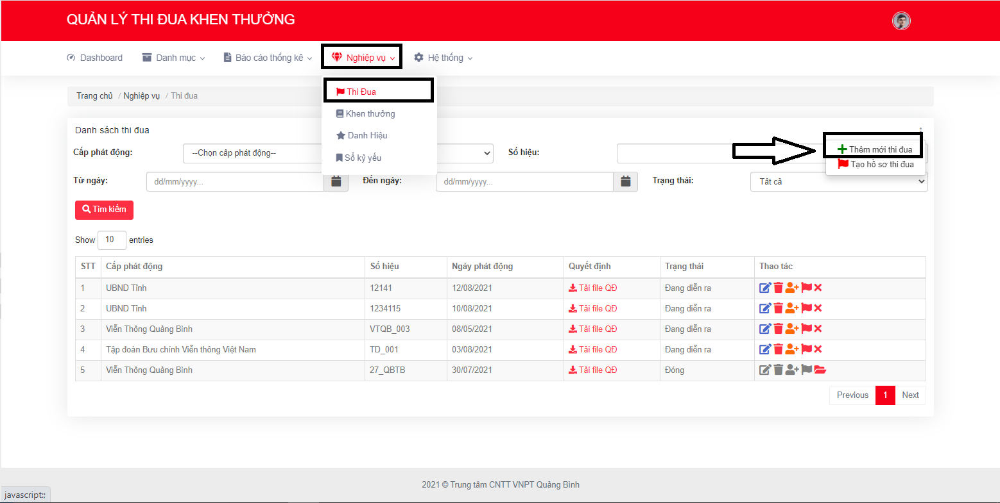 QUẢN LÝ THI ĐUA KHEN THƯỞNG
Dashboard Danh mục Báo cáo thống kê Nghiệp vụ Hệ thống
Thi Đua
Khen thưởng
Danh Hiệu
Sổ kỷ yếu
Trang chủ / Nghiệp vụ / Thi đua
Danh sách thi đua
Thêm mới thi đua
Tạo hồ sơ thi đua
Cấp phát động: --Chọn cấp phát động-- Số hiệu:
Từ ngày: dd/mm/yyyy... Đến ngày: dd/mm/yyyy... Trạng thái: Tất cả
Tìm kiếm
Show 10 entries
STT Cấp phát động Số hiệu Ngày phát động Quyết định Trạng thái Thao tác
1 UBND Tỉnh 12141 12/08/2021 Tải file QĐ Đang diễn ra
2 UBND Tỉnh 1234115 10/08/2021 Tải file QĐ Đang diễn ra
3 Viễn Thông Quảng Bình VTQB_003 08/05/2021 Tải file QĐ Đang diễn ra
4 Tập đoàn Bưu chính Viễn thông Việt Nam TD_001 03/08/2021 Tải file QĐ Đang diễn ra
5 Viễn Thông Quảng Bình 27_QBTB 30/07/2021 Tải file QĐ Đóng
Previous 1 Next
2021 © Trung tâm CNTT VNPT Quảng Bình
javascript:;